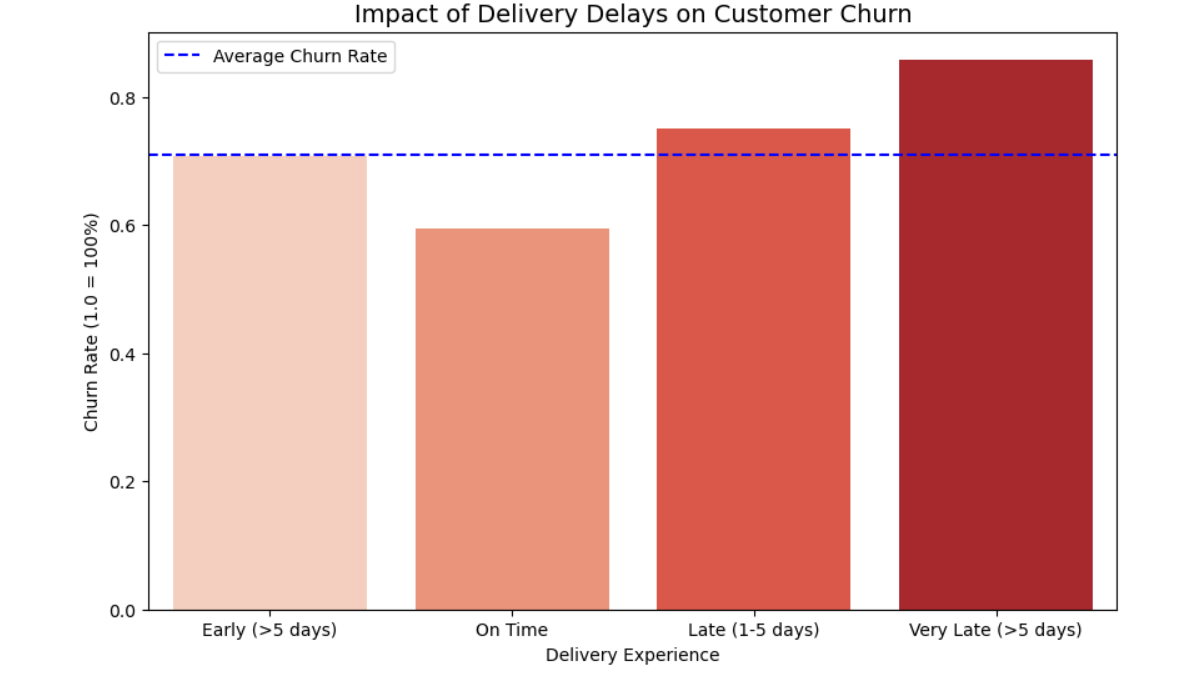 Impact of Delivery Delays on Customer Churn
Average Churn Rate
Churn Rate (1.0 = 100%)
0.8
0.6
0.4
0.2
0.0
Early (>5 days)
On Time
Late (1-5 days)
Very Late (>5 days)
Delivery Experience